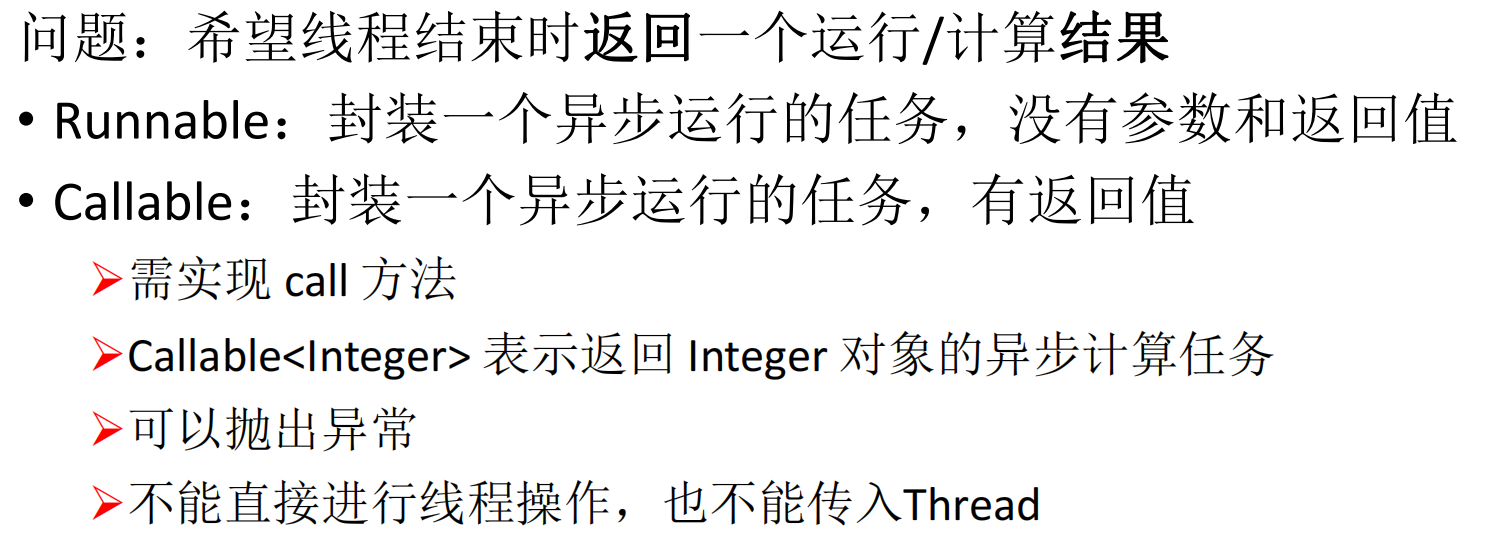 问题：希望线程结束时返回一个运行/计算结果
• Runnable：封装一个异步运行的任务，没有参数和返回值
• Callable：封装一个异步运行的任务，有返回值
➢需实现 call 方法
➢Callable<Integer> 表示返回 Integer 对象的异步计算任务
➢可以抛出异常
➢不能直接进行线程操作，也不能传入Thread